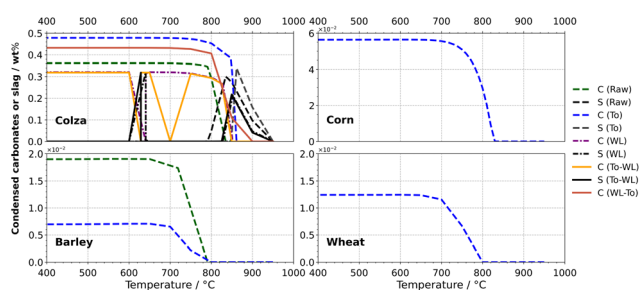 0.5
0.4
0.3
0.2
0.1
0.0
Colza
400 500 600 700 800 900 1000
×10⁻²
6
4
2
0
Corn
400 500 600 700 800 900 1000
×10⁻²
2.0
1.5
1.0
0.5
0.0
Barley
400 500 600 700 800 900 1000
Temperature / °C
×10⁻²
2.0
1.5
1.0
0.5
0.0
Wheat
400 500 600 700 800 900 1000
Temperature / °C
Condensed carbonates or slag / wt%
C (Raw)
S (Raw)
C (To)
S (To)
C (WL)
S (WL)
C (To-WL)
S (To-WL)
C (WL-To)